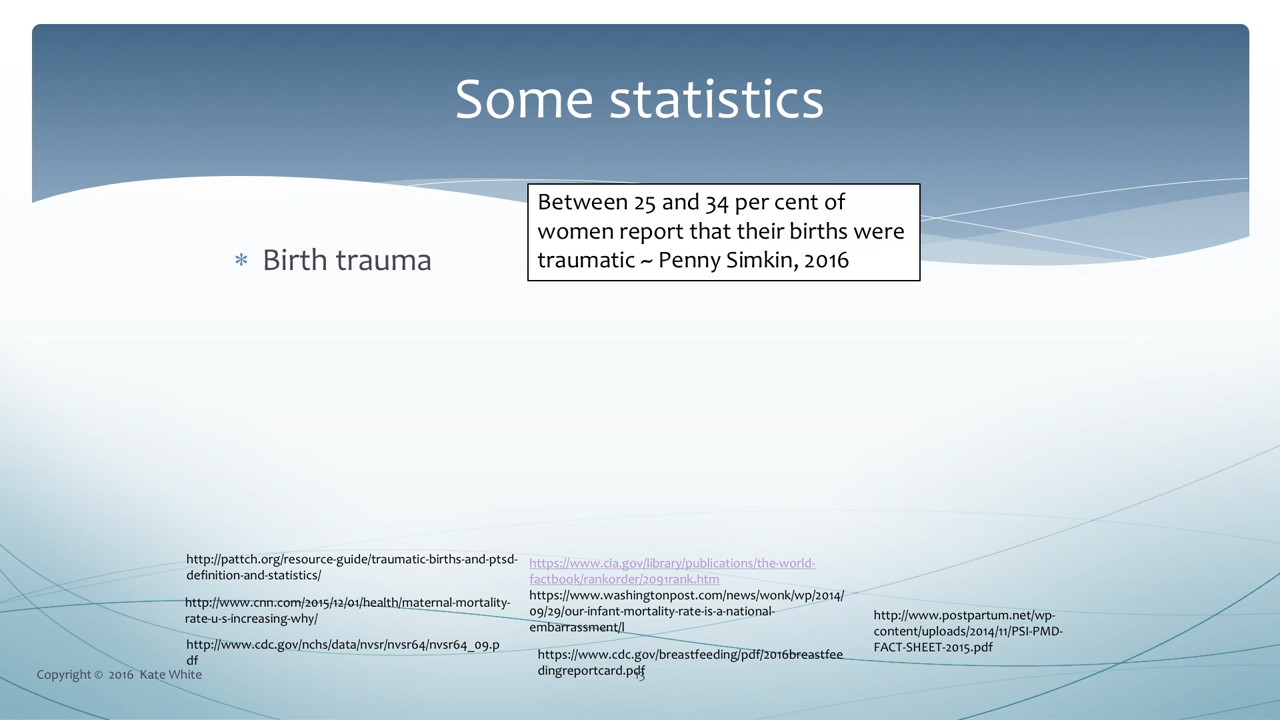 Some statistics
Between 25 and 34 per cent of
women report that their births were
traumatic ~ Penny Simkin, 2016
* Birth trauma
http://pattch.org/resource-guide/traumatic-births-and-ptsd-
definition-and-statistics/
http://www.cnn.com/2015/12/01/health/maternal-mortality-
rate-u-s-increasing-why/
http://www.cdc.gov/nchs/data/nvsr/nvsr64/nvsr64_09.p
df
https://www.cia.gov/library/publications/the-world-
factbook/rankorder/2091rank.htm
https://www.washingtonpost.com/news/wonk/wp/2014/
09/29/our-infant-mortality-rate-is-a-national-
embarrassment/l
https://www.cdc.gov/breastfeeding/pdf/2016breastfee
dingreportcard.pdf
http://www.postpartum.net/wp-
content/uploads/2014/11/PSI-PMD-
FACT-SHEET-2015.pdf
Copyright © 2016 Kate White